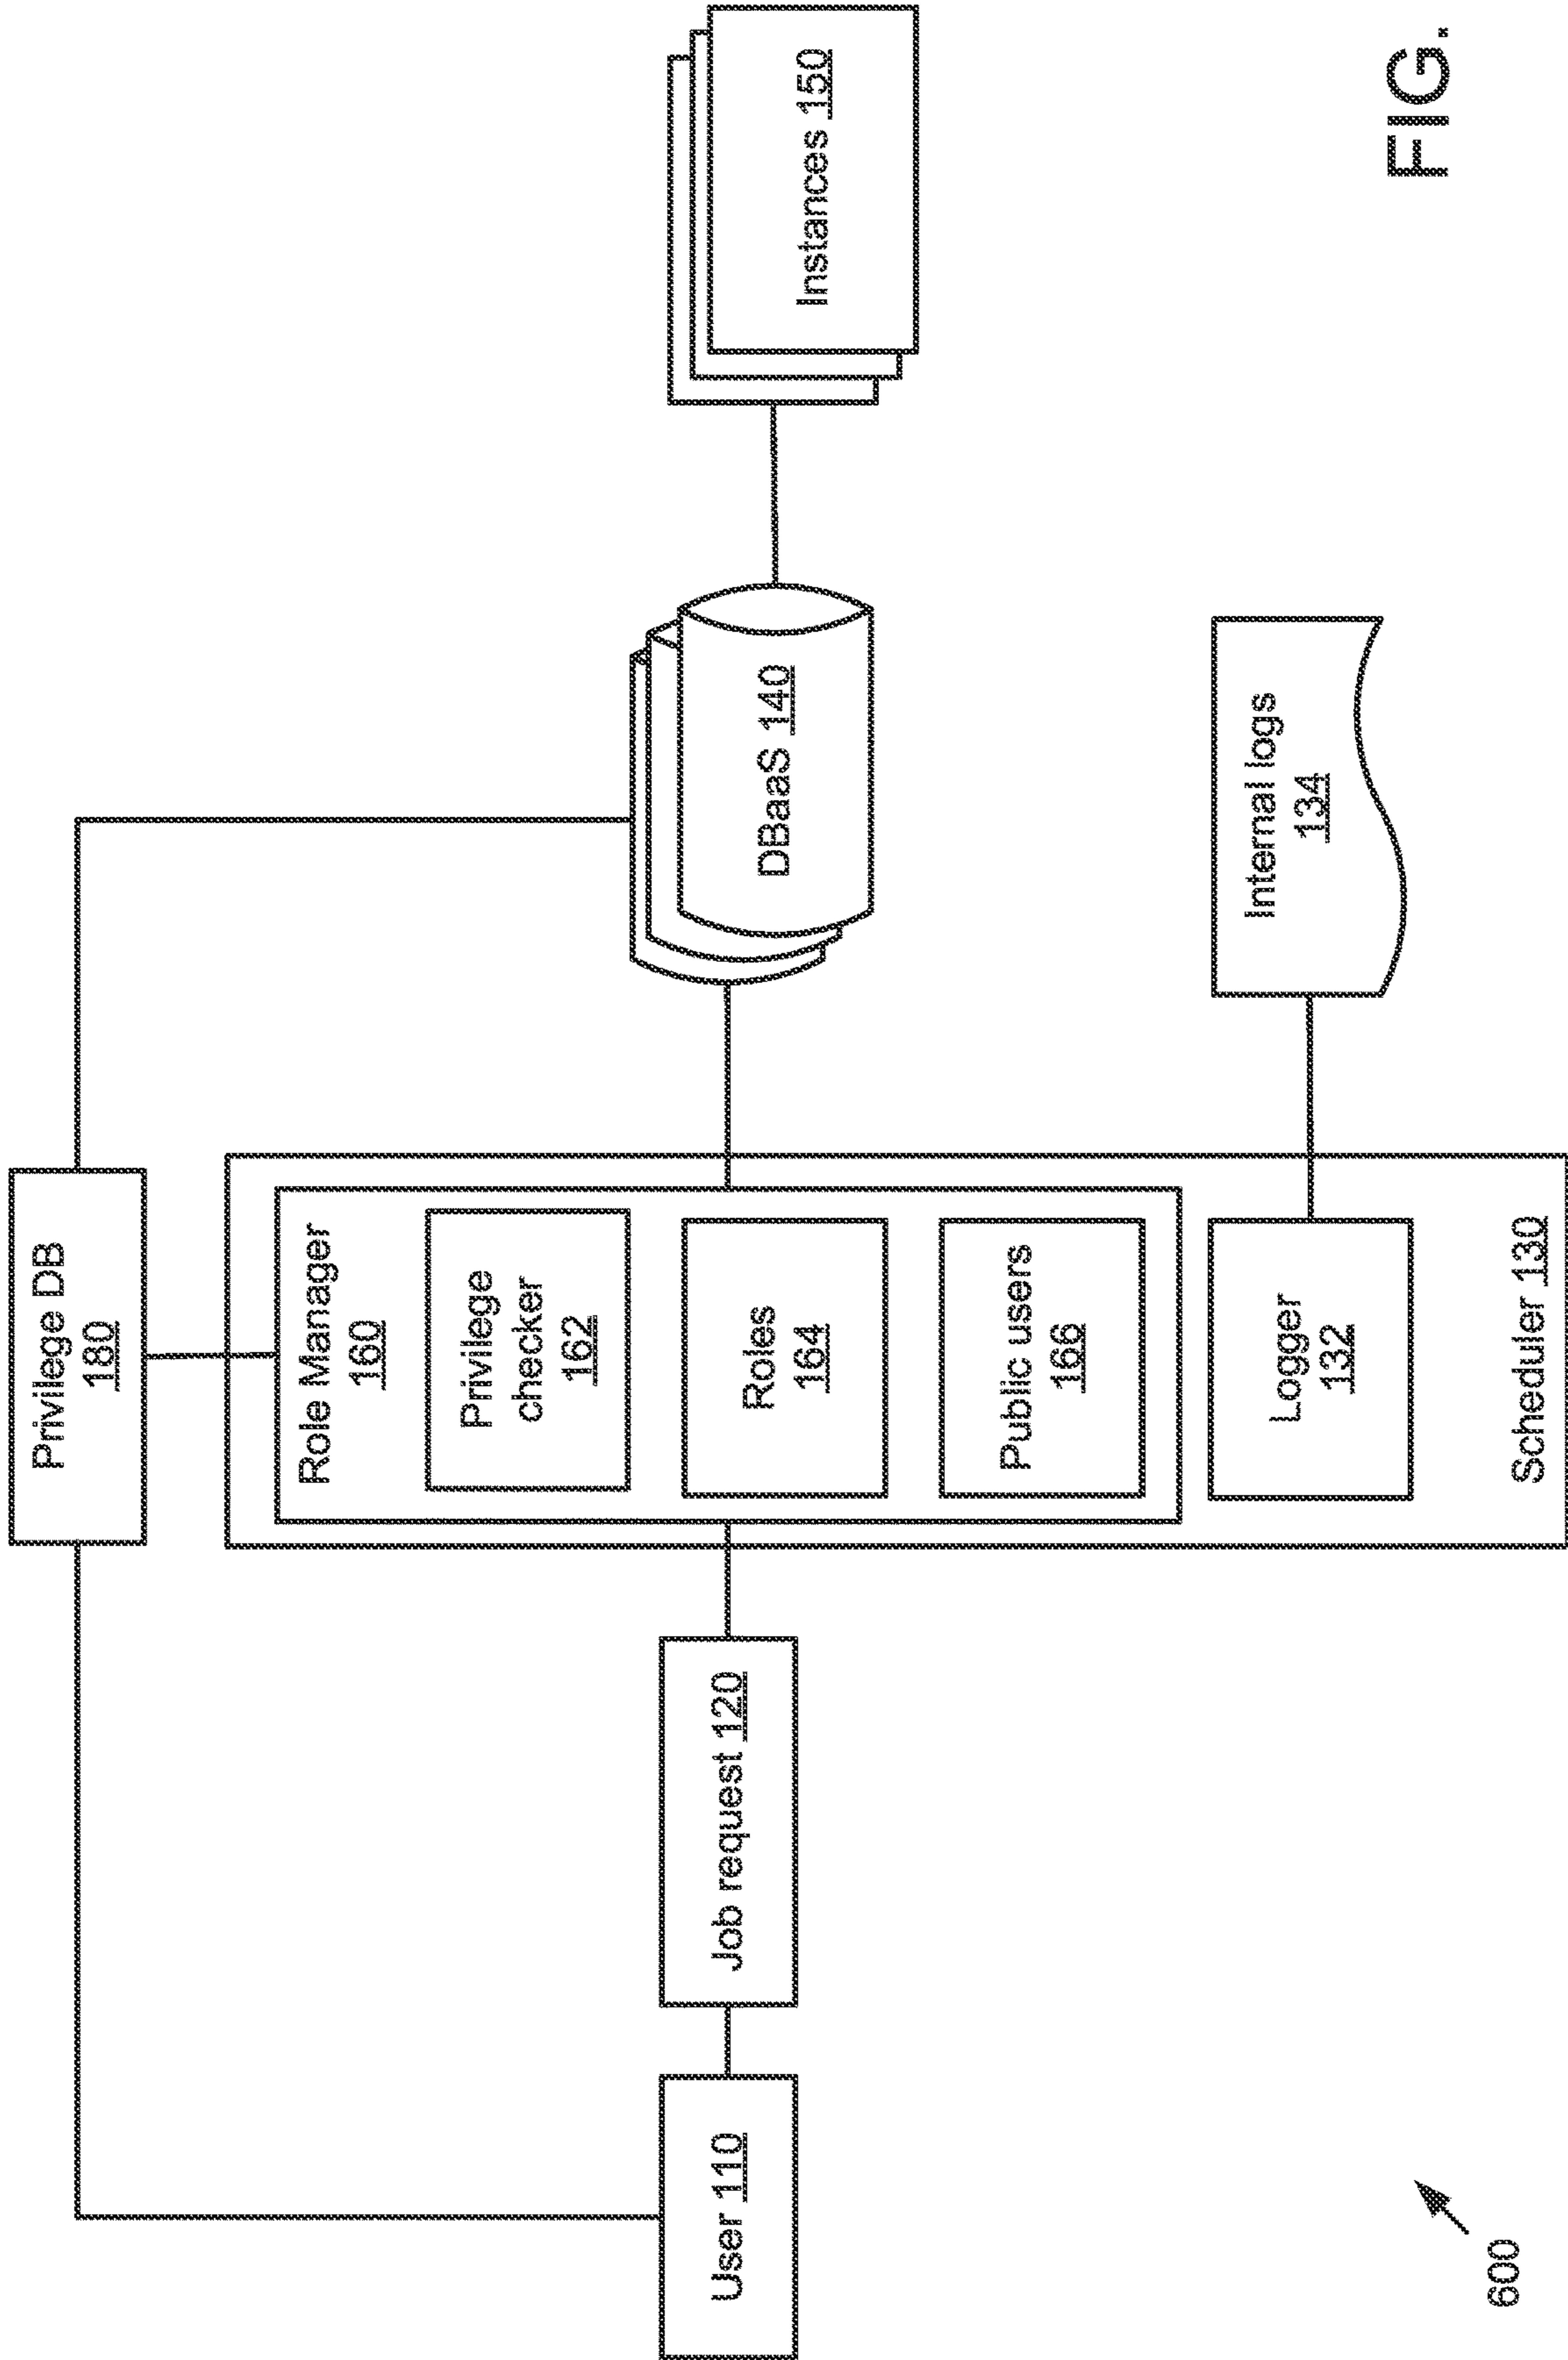 Privilege DB
180
Role Manager
160
Privilege
checker
162
Roles
164
Public users
166
Logger
132
Scheduler 130
User 110
Job request 120
DBaaS 140
Instances 150
Internal logs
134
600
FIG.